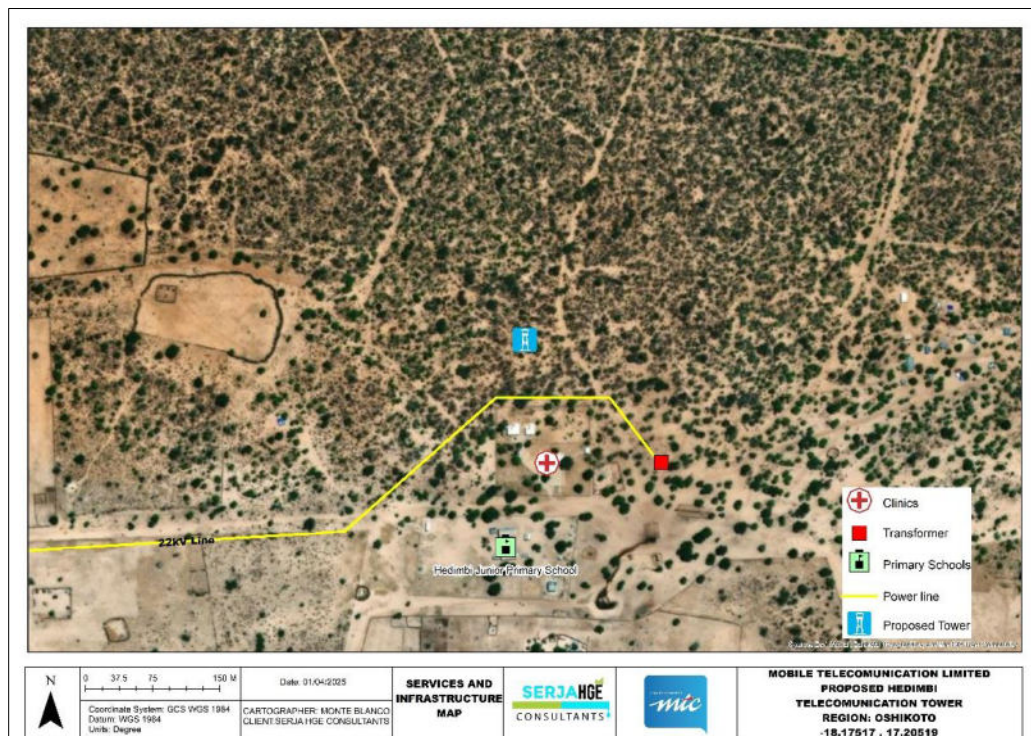 22kV Line
Hedimbi Junior Primary School
Clinics
Transformer
Primary Schools
Power line
Proposed Tower
N
0 37.5 75 150 M
Coordinate System: GCS WGS 1984
Datum: WGS 1984
Units: Degree
Date: 01/04/2025
CARTOGRAPHER: MONTE BLANCO
CLIENT:SERJA HGE CONSULTANTS
SERVICES AND
INFRASTRUCTURE
MAP
SERJAHGE
CONSULTANTS
mtc
MOBILE TELECOMMUNICATION LIMITED
PROPOSED HEDIMBI
TELECOMMUNICATION TOWER
REGION: OSHIKOTO
-18.17517 , 17.20519